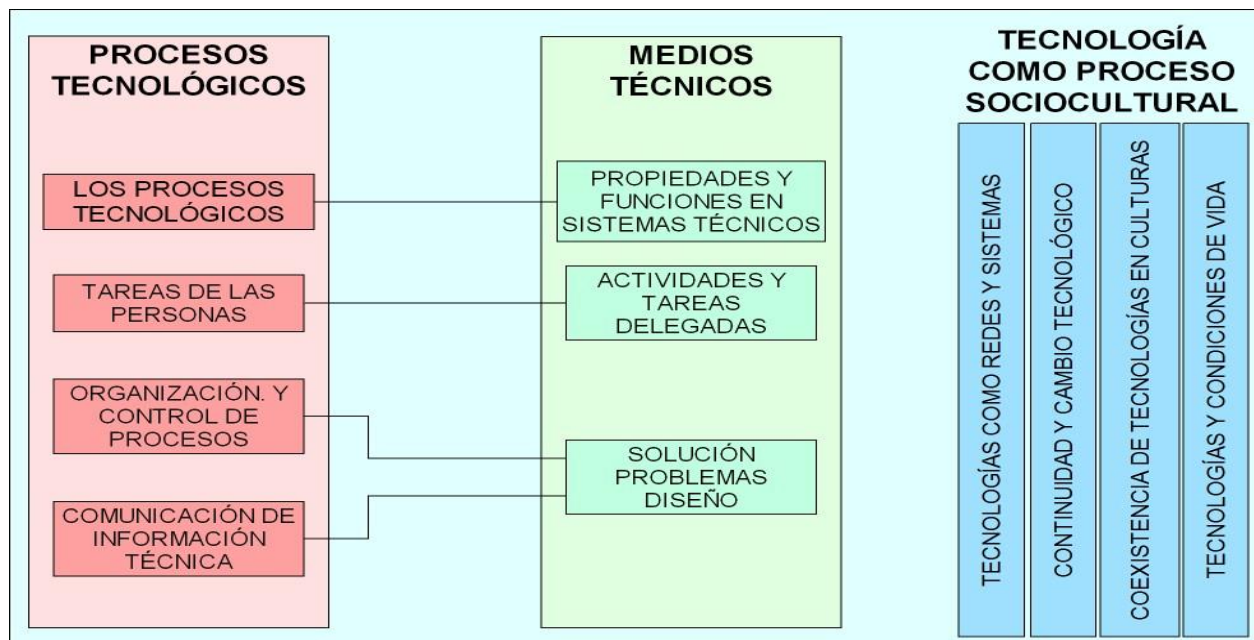 PROCESOS
TECNOLÓGICOS
LOS PROCESOS
TECNOLÓGICOS
TAREAS DE LAS
PERSONAS
ORGANIZACIÓN. Y
CONTROL DE
PROCESOS
COMUNICACIÓN DE
INFORMACIÓN
TÉCNICA
MEDIOS
TÉCNICOS
PROPIEDADES Y
FUNCIONES EN
SISTEMAS TÉCNICOS
ACTIVIDADES Y
TAREAS
DELEGADAS
SOLUCIÓN
PROBLEMAS
DISEÑO
TECNOLOGÍA
COMO PROCESO
SOCIOCULTURAL
TECNOLOGÍAS COMO REDES Y SISTEMAS
CONTINUIDAD Y CAMBIO TECNOLÓGICO
COEXISTENCIA DE TECNOLOGÍAS EN CULTURAS
TECNOLOGÍAS Y CONDICIONES DE VIDA